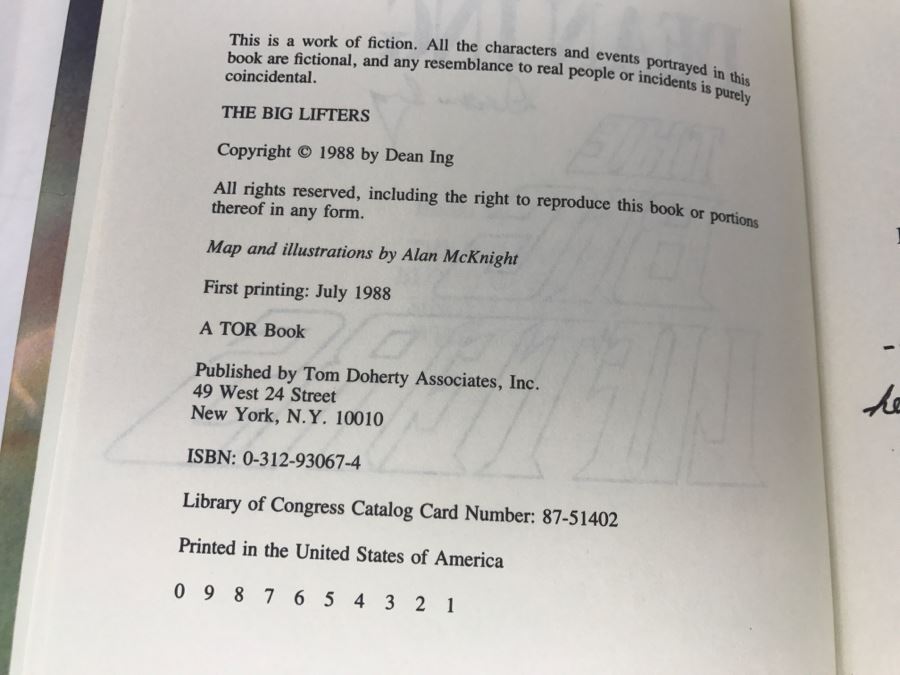 This is a work of fiction. All the characters and events portrayed in this
book are fictional, and any resemblance to real people or incidents is purely
coincidental.
THE BIG LIFTERS
Copyright © 1988 by Dean Ing
All rights reserved, including the right to reproduce this book or portions
thereof in any form.
Map and illustrations by Alan McKnight
First printing: July 1988
A TOR Book
Published by Tom Doherty Associates, Inc.
49 West 24 Street
New York, N.Y. 10010
ISBN: 0-312-93067-4
Library of Congress Catalog Card Number: 87-51402
Printed in the United States of America
0 9 8 7 6 5 4 3 2 1